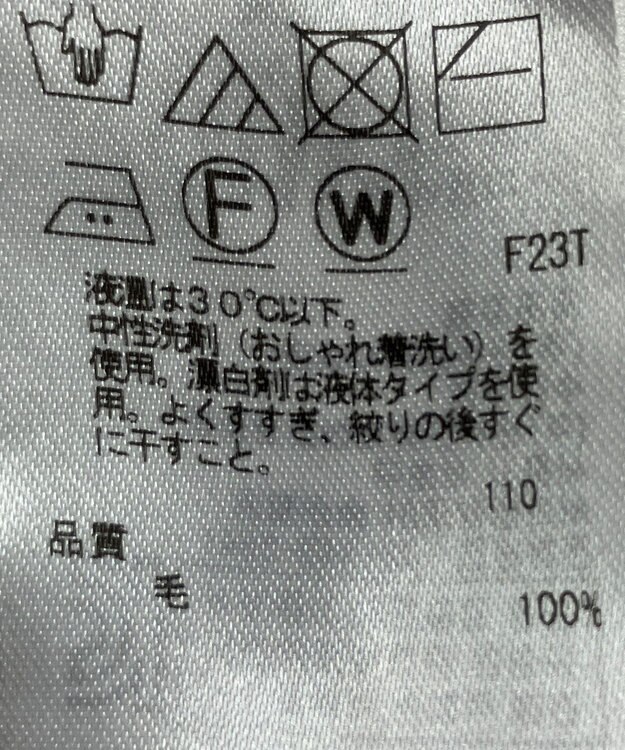 F W
F23T
液温は30℃以下。
中性洗剤（おしゃれ着洗い）を
使用。漂白剤は液体タイプを使
用。よくすすぎ、絞りの後すぐ
に干すこと。
110
品質
毛 100%